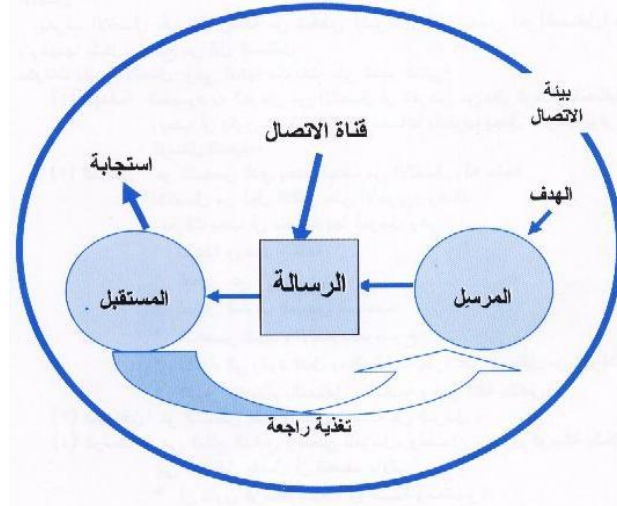 بيئة
الاتصال
قناة الاتصال
استجابة
الهدف
المرسل
الرسالة
المستقبل
تغذية راجعة